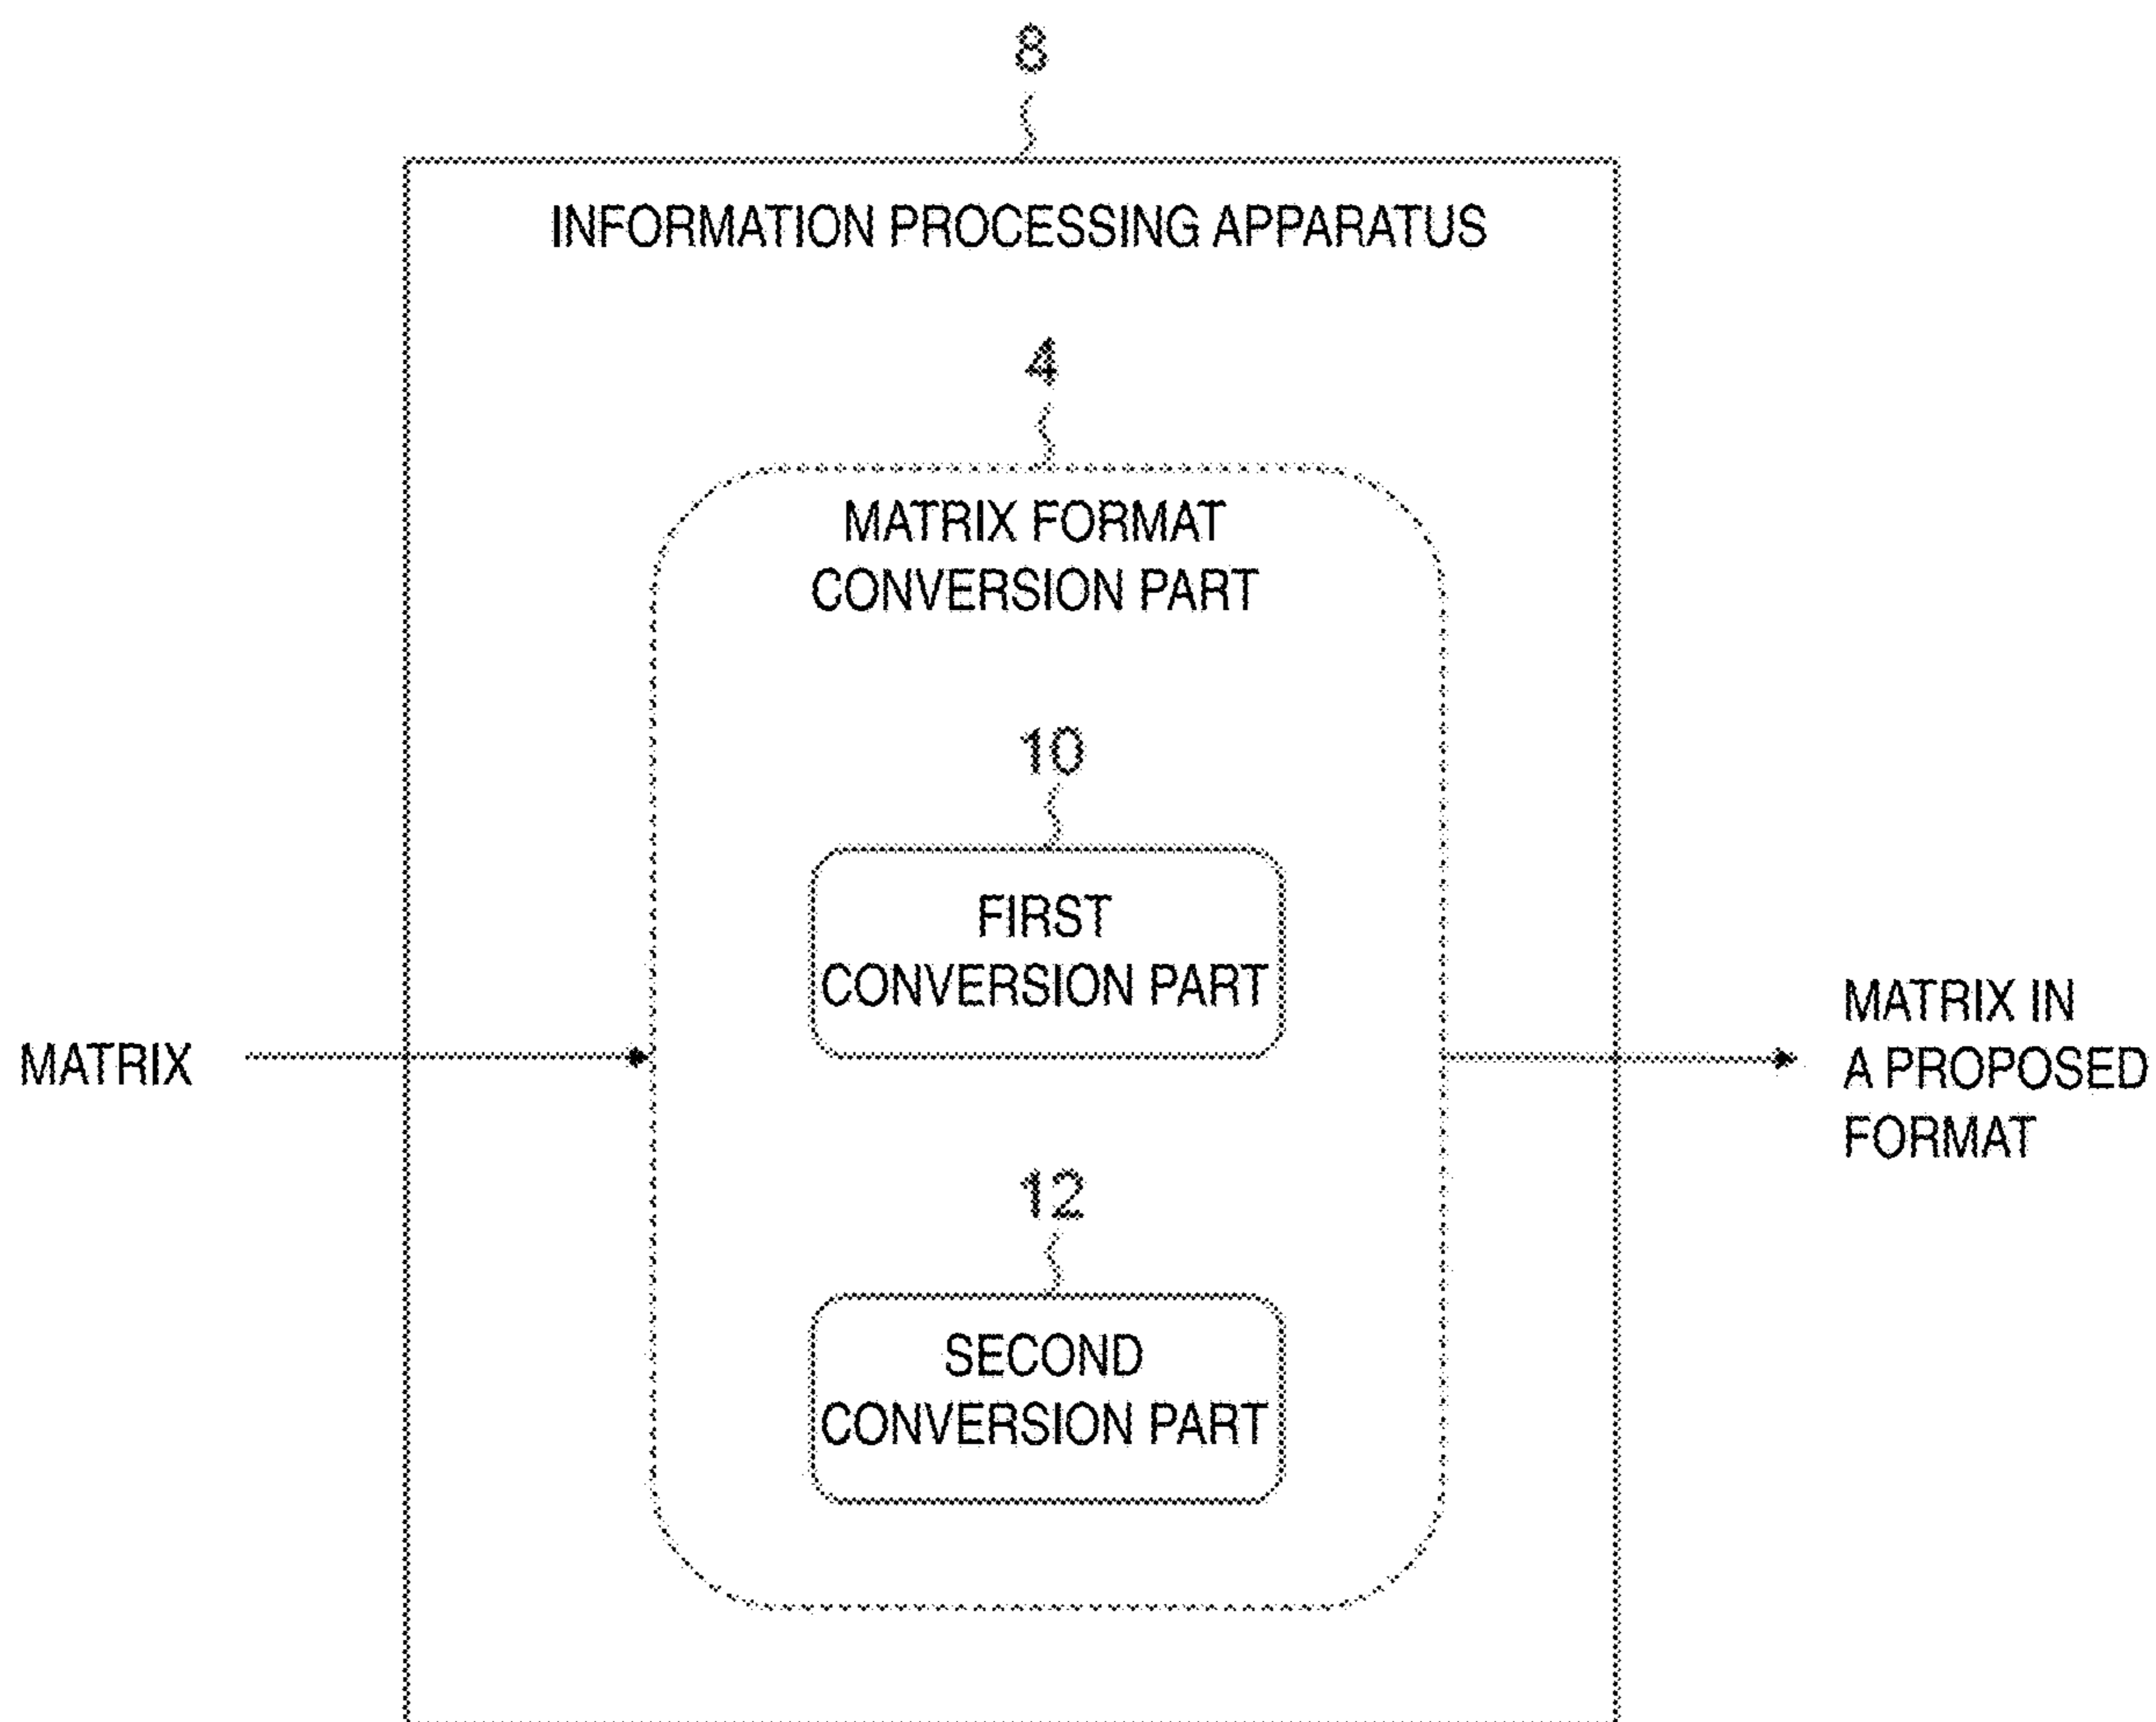 8
INFORMATION PROCESSING APPARATUS
4
MATRIX FORMAT
CONVERSION PART
10
FIRST
CONVERSION PART
MATRIX
MATRIX IN
A PROPOSED
FORMAT
12
SECOND
CONVERSION PART